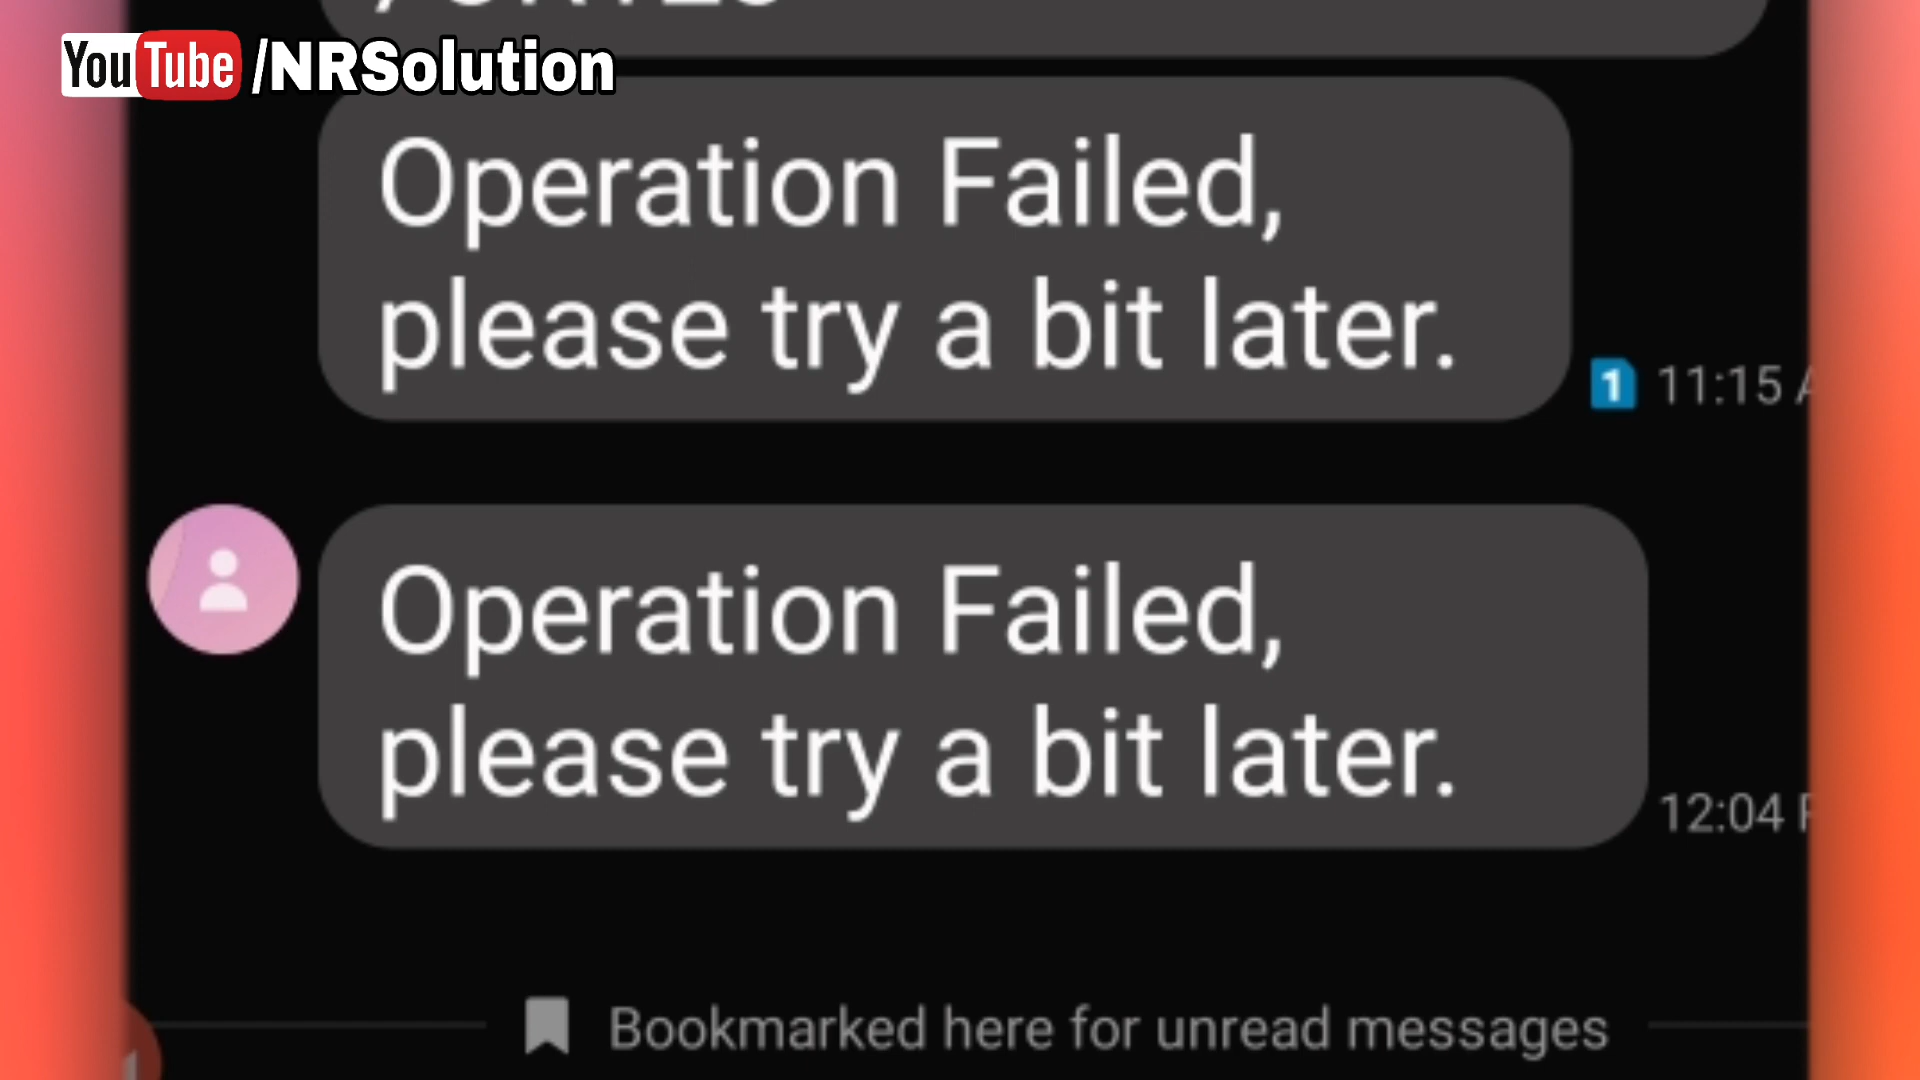 YouTube /NRSolution
Operation Failed,
please try a bit later.
1 11:15
Operation Failed,
please try a bit later.
12:04
Bookmarked here for unread messages